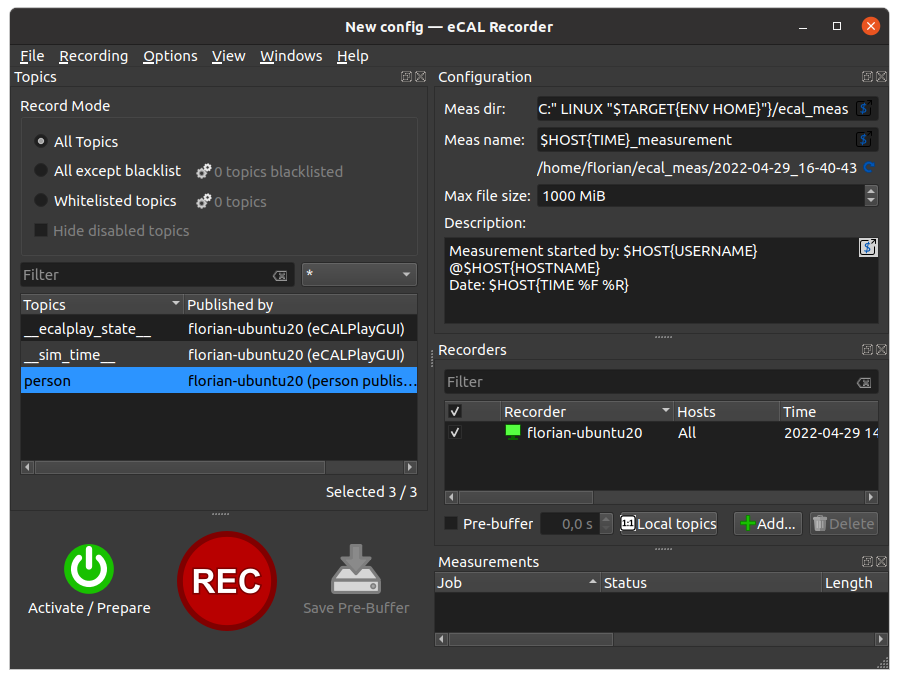 New config — eCAL Recorder
File Recording Options View Windows Help
Topics
Record Mode
All Topics
All except blacklist 0 topics blacklisted
Whitelisted topics 0 topics
Hide disabled topics
Filter *
Topics Published by
__ecalplay_state__ florian-ubuntu20 (eCALPlayGUI)
__sim_time__ florian-ubuntu20 (eCALPlayGUI)
person florian-ubuntu20 (person publis...
Selected 3 / 3
Activate / Prepare
REC
Save Pre-Buffer
Configuration
Meas dir: C:" LINUX "$TARGET{ENV HOME}"}/ecal_meas
Meas name: $HOST{TIME}_measurement
/home/florian/ecal_meas/2022-04-29_16-40-43
Max file size: 1000 MiB
Description:
Measurement started by: $HOST{USERNAME}
@$HOST{HOSTNAME}
Date: $HOST{TIME %F %R}
Recorders
Filter
Recorder Hosts Time
florian-ubuntu20 All 2022-04-29 14
Pre-buffer 0,0 s 1:1 Local topics Add... Delete
Measurements
Job Status Length